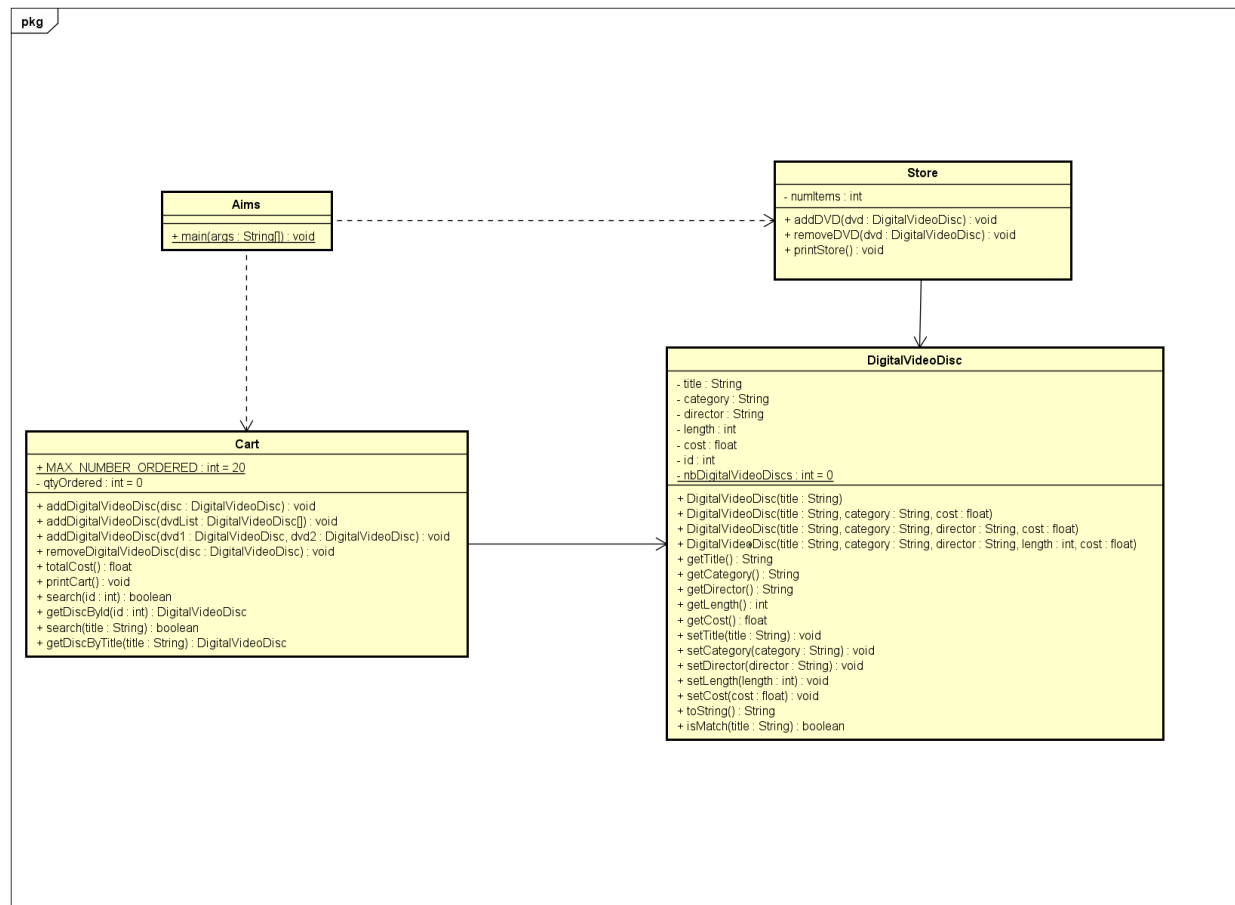 pkg
Aims
+ main(args : String[]) : void
Store
- numItems : int
+ addDVD(dvd : DigitalVideoDisc) : void
+ removeDVD(dvd : DigitalVideoDisc) : void
+ printStore() : void
Cart
+ MAX_NUMBER_ORDERED : int = 20
- qtyOrdered : int = 0
+ addDigitalVideoDisc(disc : DigitalVideoDisc) : void
+ addDigitalVideoDisc(dvdList : DigitalVideoDisc[]) : void
+ addDigitalVideoDisc(dvd1 : DigitalVideoDisc, dvd2 : DigitalVideoDisc) : void
+ removeDigitalVideoDisc(disc : DigitalVideoDisc) : void
+ totalCost() : float
+ printCart() : void
+ search(id : int) : boolean
+ getDiscById(id : int) : DigitalVideoDisc
+ search(title : String) : boolean
+ getDiscByTitle(title : String) : DigitalVideoDisc
DigitalVideoDisc
- title : String
- category : String
- director : String
- length : int
- cost : float
- id : int
- nbDigitalVideoDiscs : int = 0
+ DigitalVideoDisc(title : String)
+ DigitalVideoDisc(title : String, category : String, cost : float)
+ DigitalVideoDisc(title : String, category : String, director : String, cost : float)
+ DigitalVideoDisc(title : String, category : String, director : String, length : int, cost : float)
+ getTitle() : String
+ getCategory() : String
+ getDirector() : String
+ getLength() : int
+ getCost() : float
+ setTitle(title : String) : void
+ setCategory(category : String) : void
+ setDirector(director : String) : void
+ setLength(length : int) : void
+ setCost(cost : float) : void
+ toString() : String
+ isMatch(title : String) : boolean